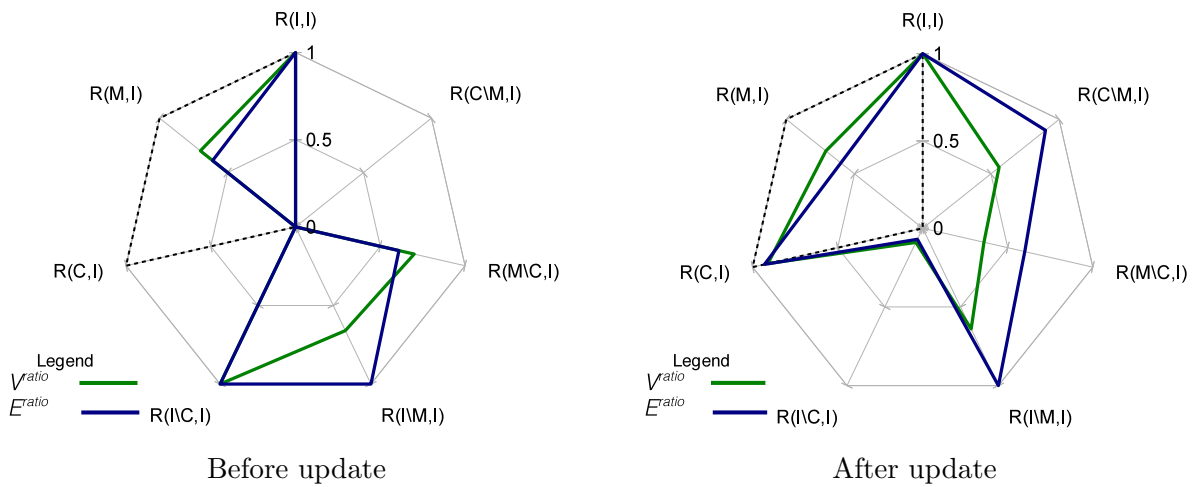 R(I,I)
1
R(M,I)
R(C\M,I)
0.5
0
R(C,I)
R(M\C,I)
Legend
V^ratio
E^ratio
R(I\C,I)
R(I\M,I)
Before update
R(I,I)
1
R(M,I)
R(C\M,I)
0.5
0
R(C,I)
R(M\C,I)
Legend
V^ratio
E^ratio
R(I\C,I)
R(I\M,I)
After update